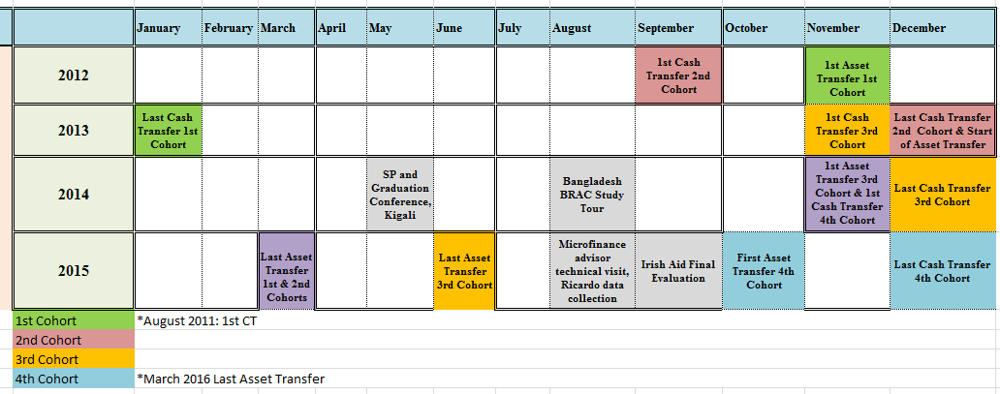 January February March April May June July August September October November December
2012
1st Cash
Transfer 2nd
Cohort
1st Asset
Transfer 1st
Cohort
2013
Last Cash
Transfer 1st
Cohort
1st Cash
Transfer 3rd
Cohort
Last Cash Transfer
2nd Cohort & Start
of Asset Transfer
2014
SP and
Graduation
Conference,
Kigali
Bangladesh
BRAC Study
Tour
1st Asset
Transfer 3rd
Cohort & 1st
Cash Transfer
4th Cohort
Last Cash Transfer
3rd Cohort
2015
Last Asset
Transfer
1st & 2nd
Cohorts
Last Asset
Transfer
3rd Cohort
Microfinance
advisor
technical visit,
Ricardo data
collection
Irish Aid Final
Evaluation
First Asset
Transfer 4th
Cohort
Last Cash Transfer
4th Cohort
1st Cohort *August 2011: 1st CT
2nd Cohort
3rd Cohort
4th Cohort *March 2016 Last Asset Transfer